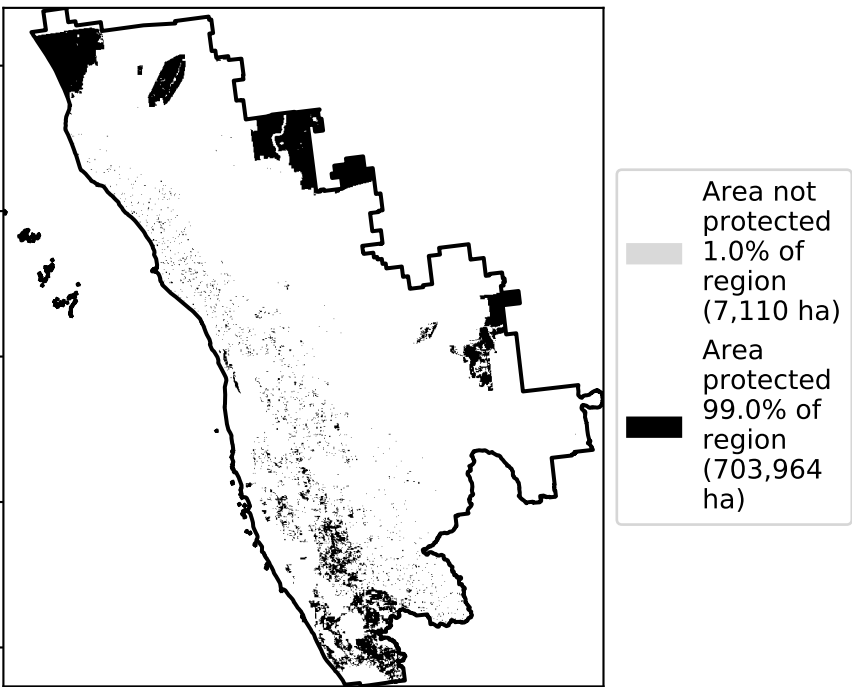 Area not
protected
1.0% of
region
(7,110 ha)
Area
protected
99.0% of
region
(703,964
ha)